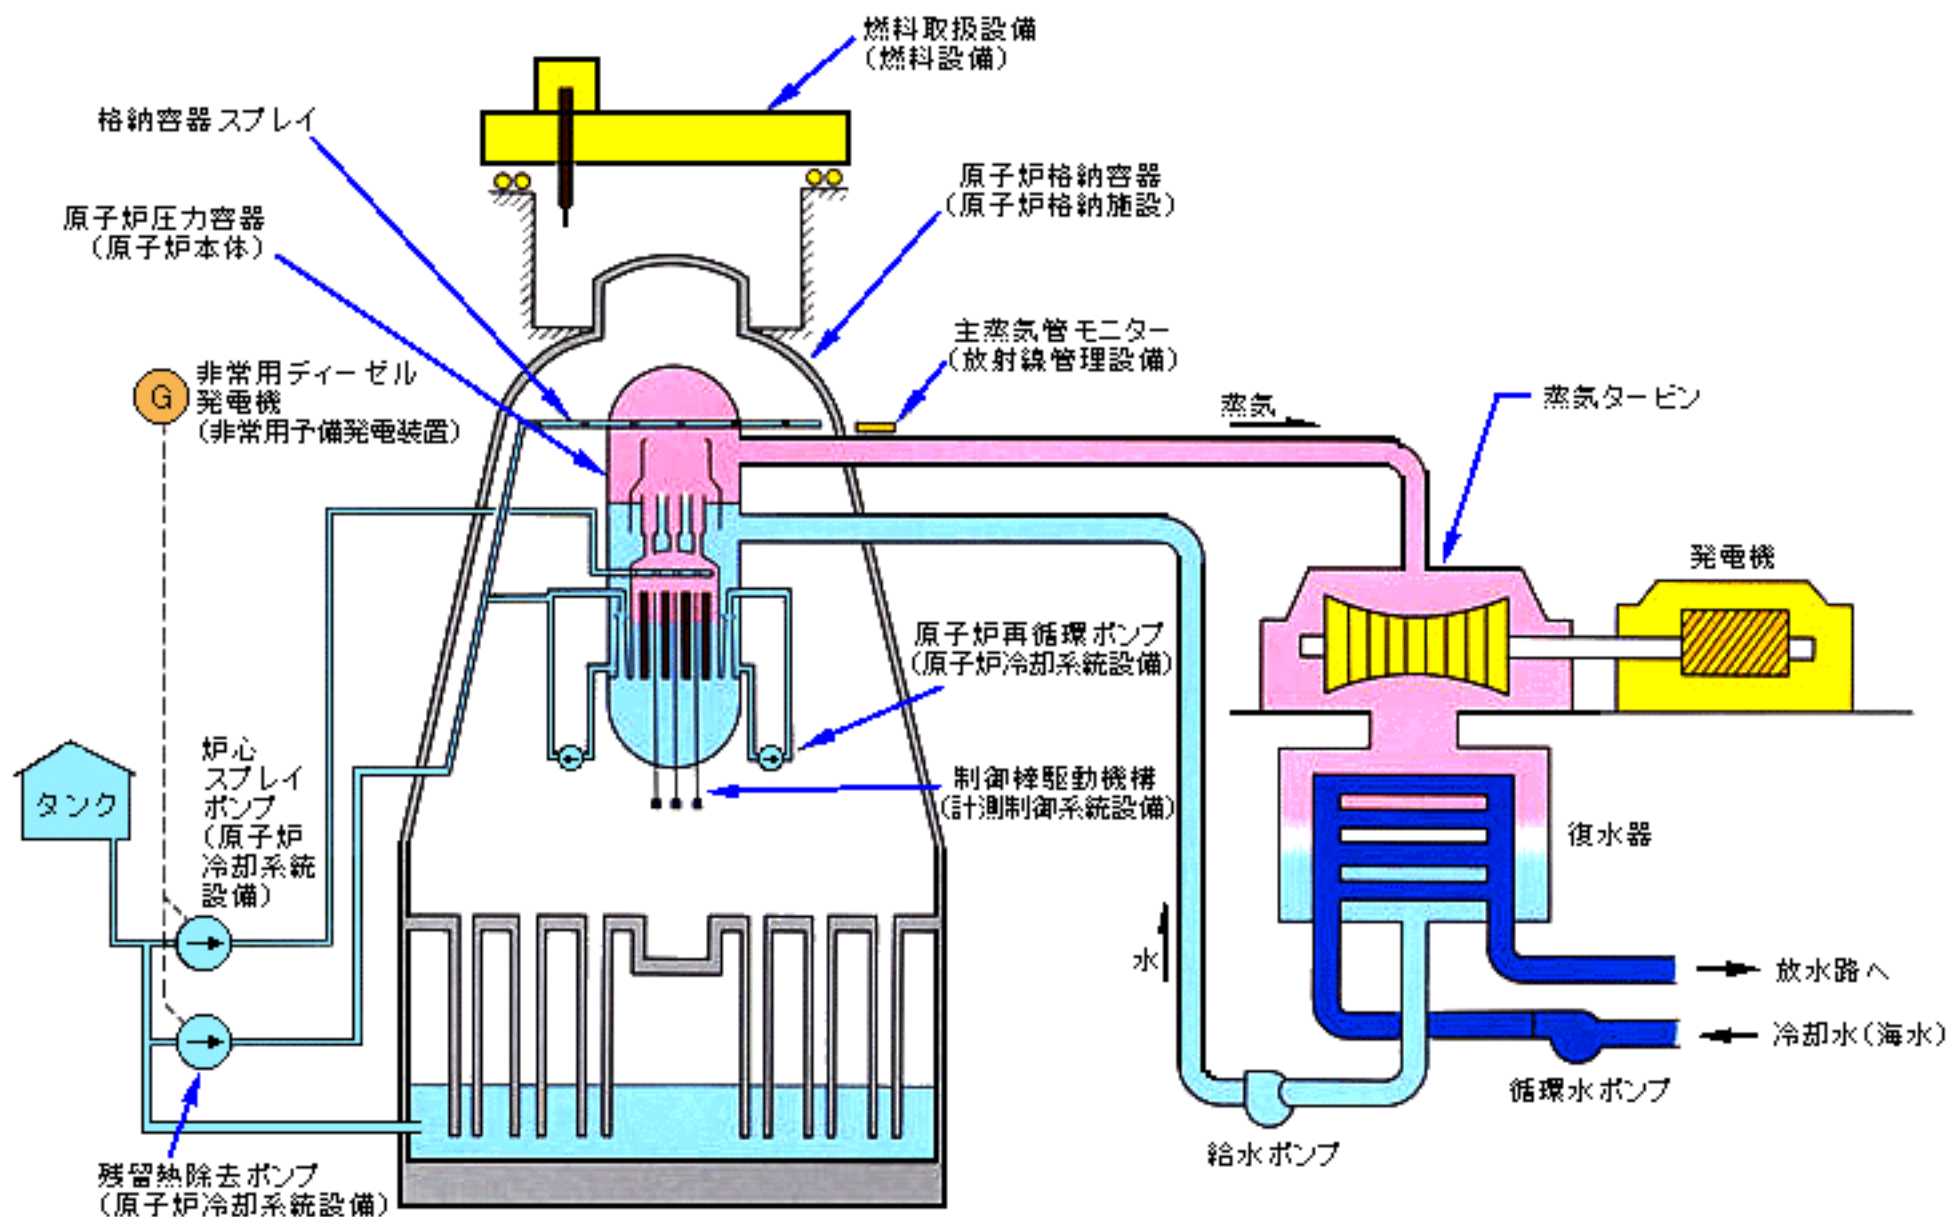 燃料取扱設備
(燃料設備)
格納容器スプレイ
原子炉格納容器
(原子炉格納施設)
原子炉圧力容器
(原子炉本体)
主蒸気管モニター
(放射線管理設備)
G
非常用ディーゼル
発電機
(非常用予備発電装置)
蒸気
蒸気タービン
発電機
原子炉再循環ポンプ
(原子炉冷却系統設備)
炉心
スプレイ
ポンプ
(原子炉
冷却系統
設備)
タンク
制御棒駆動機構
(計測制御系統設備)
復水器
水
放水路へ
冷却水(海水)
循環水ポンプ
給水ポンプ
残留熱除去ポンプ
(原子炉冷却系統設備)